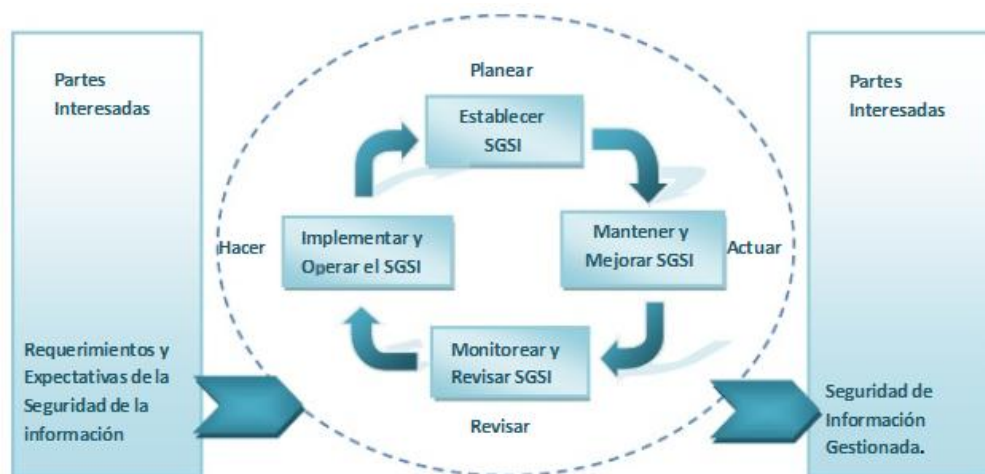 Partes
Interesadas
Requerimientos y
Expectativas de la
Seguridad de la
información
Planear
Establecer
SGSI
Hacer
Implementar y
Operar el SGSI
Mantener y
Mejorar SGSI
Actuar
Monitorear y
Revisar SGSI
Revisar
Partes
Interesadas
Seguridad de
Información
Gestionada.